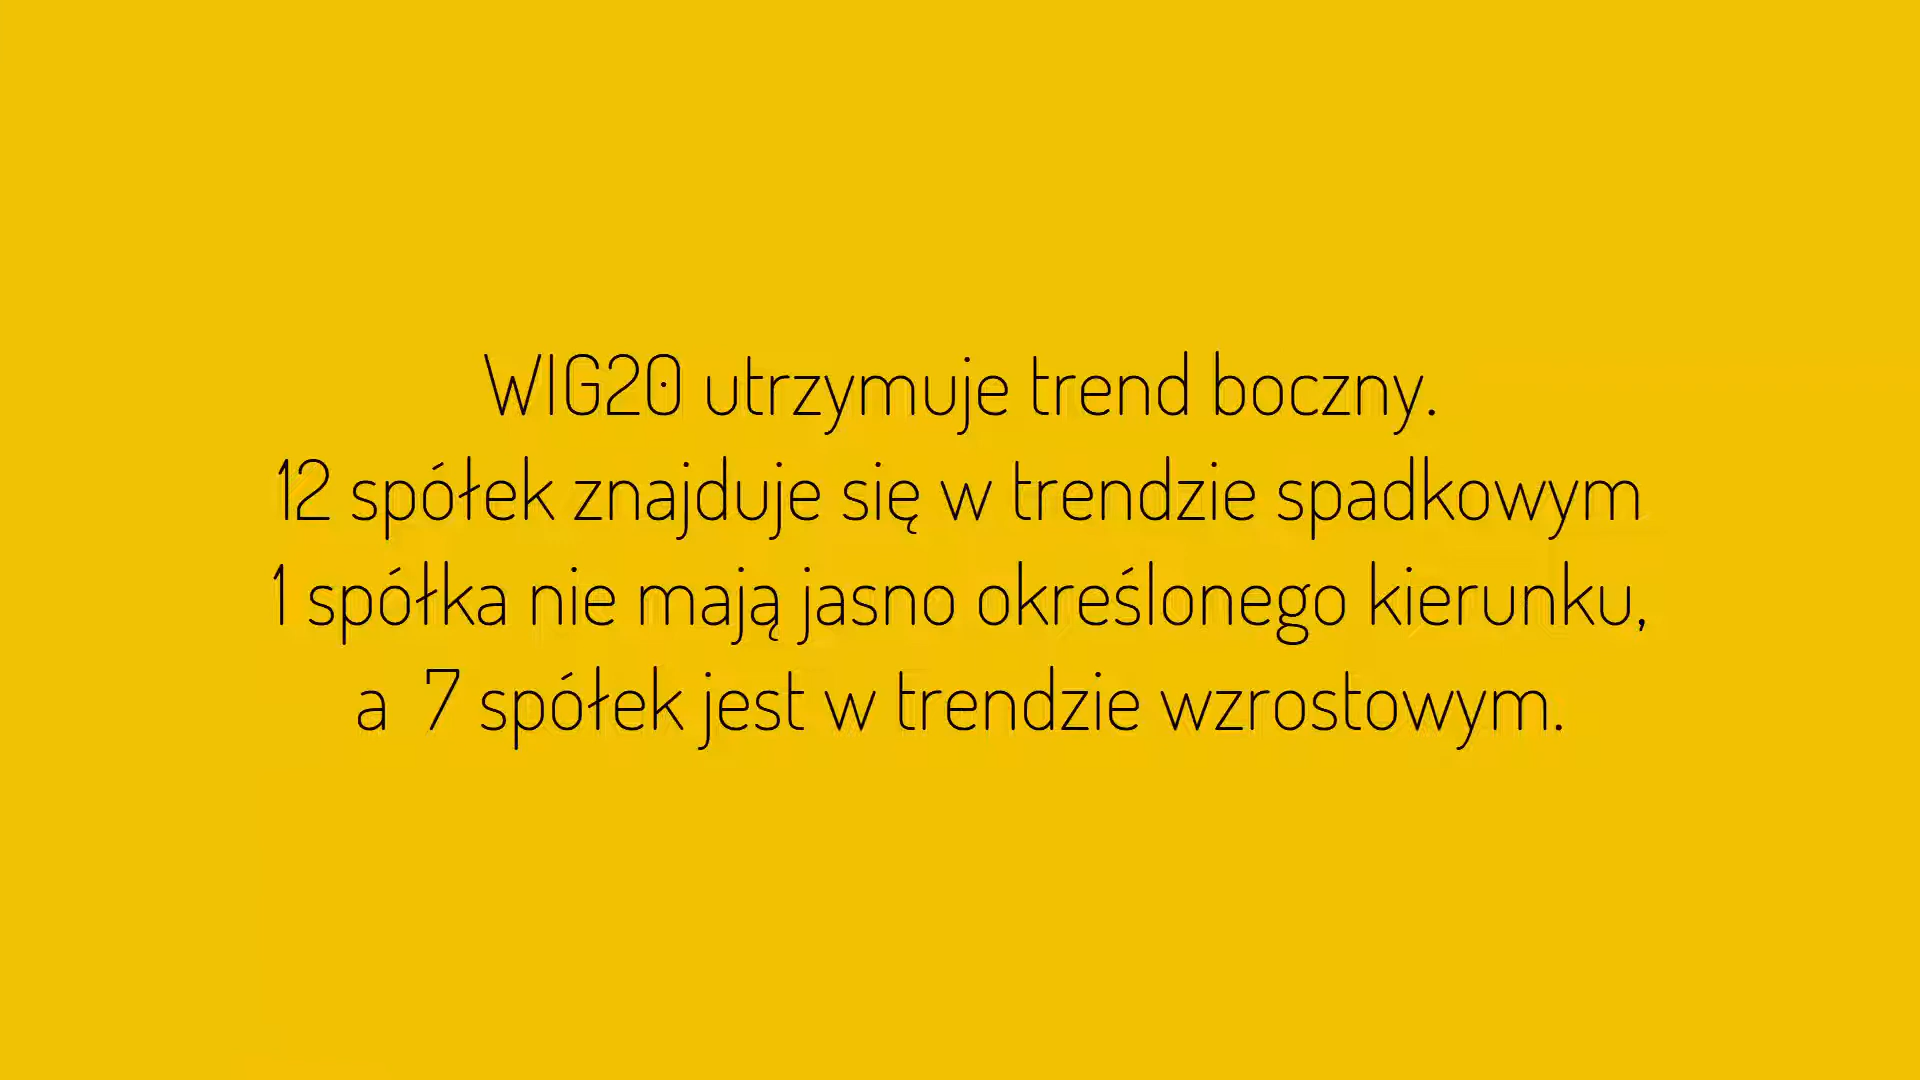 WIG20 utrzymuje trend boczny.
12 spółek znajduje się w trendzie spadkowym
1 spółka nie mają jasno określonego kierunku,
a 7 spółek jest w trendzie wzrostowym.